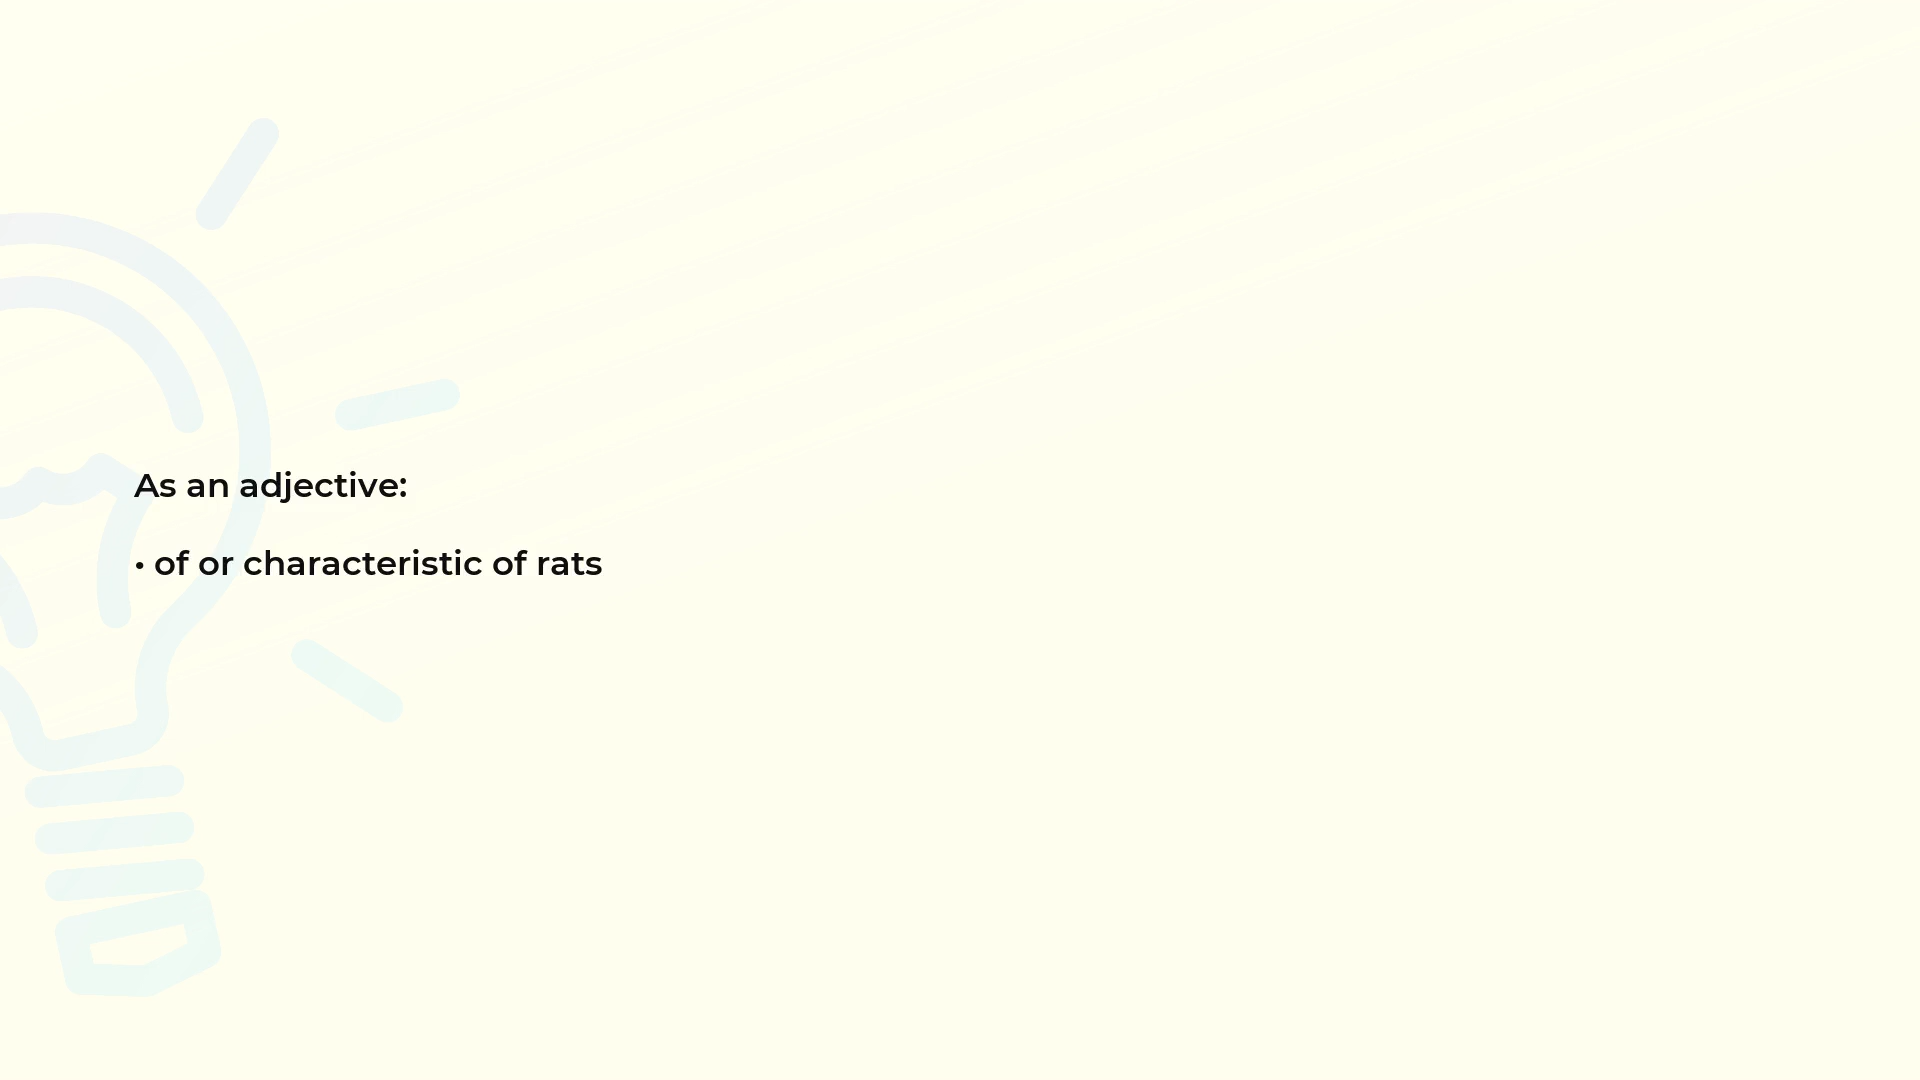 As an adjective:
• of or characteristic of rats